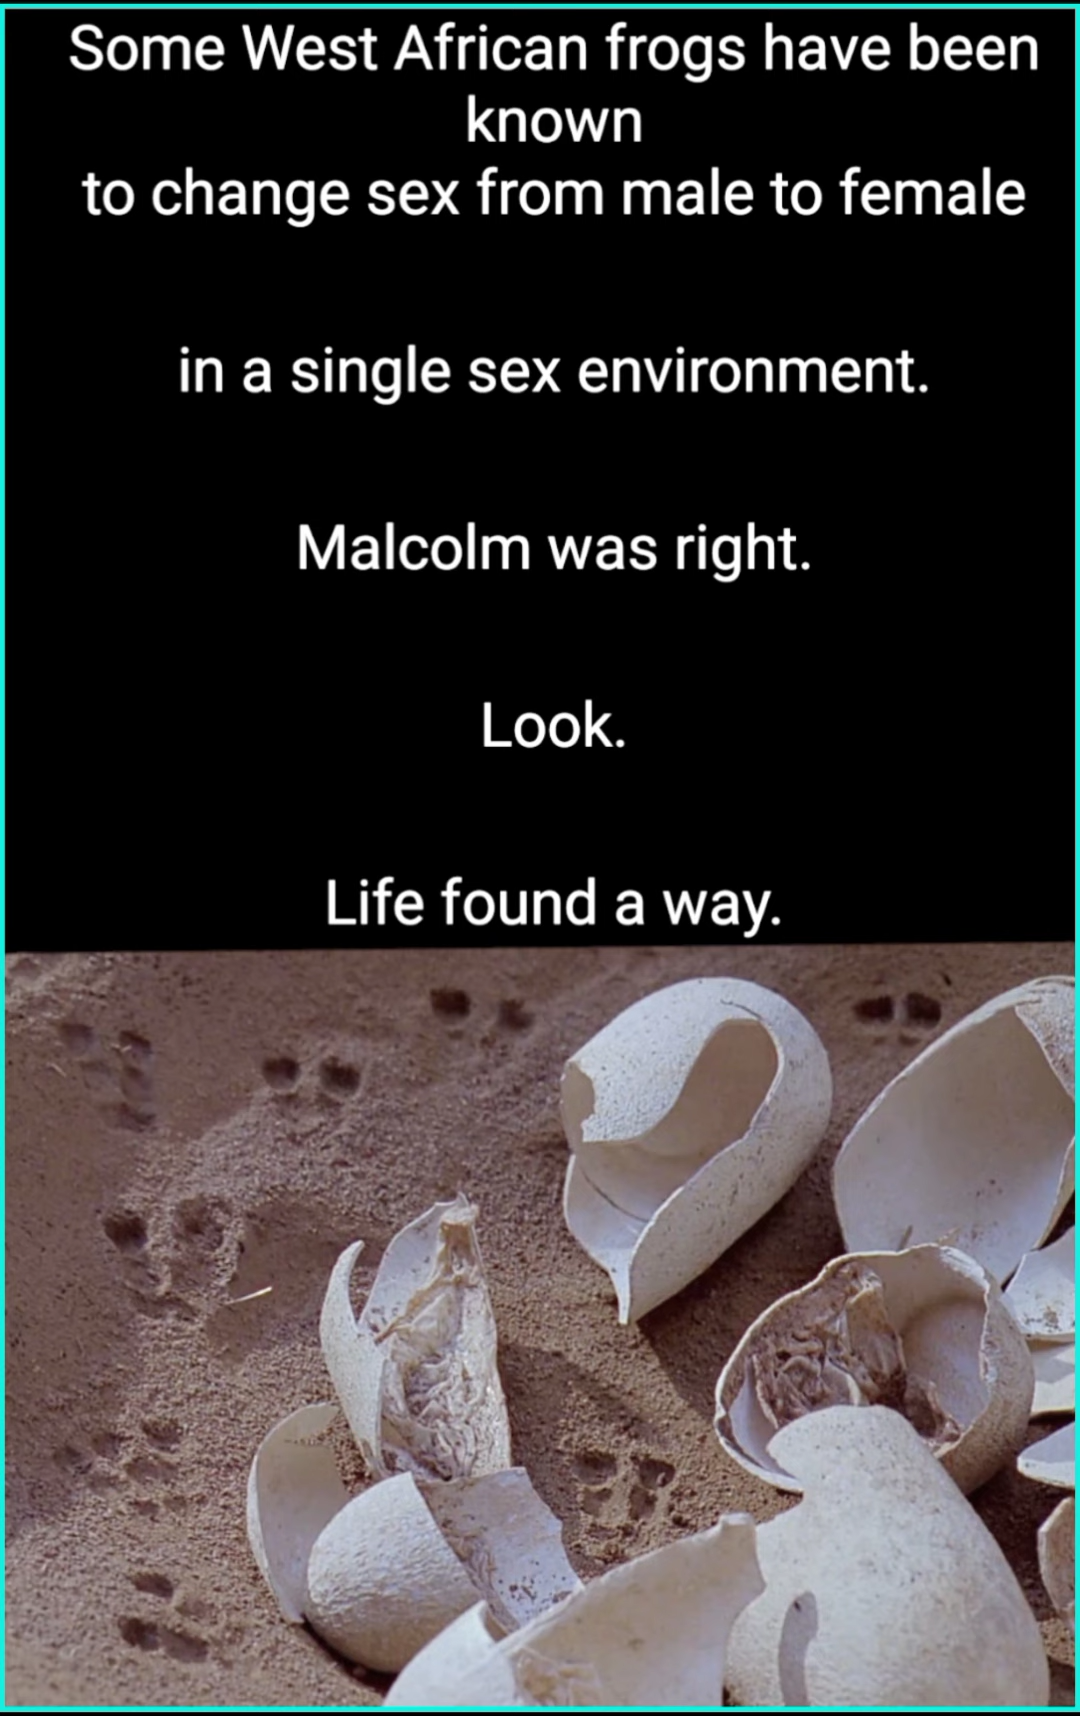 Some West African frogs have been
known
to change sex from male to female
in a single sex environment.
Malcolm was right.
Look.
Life found a way.